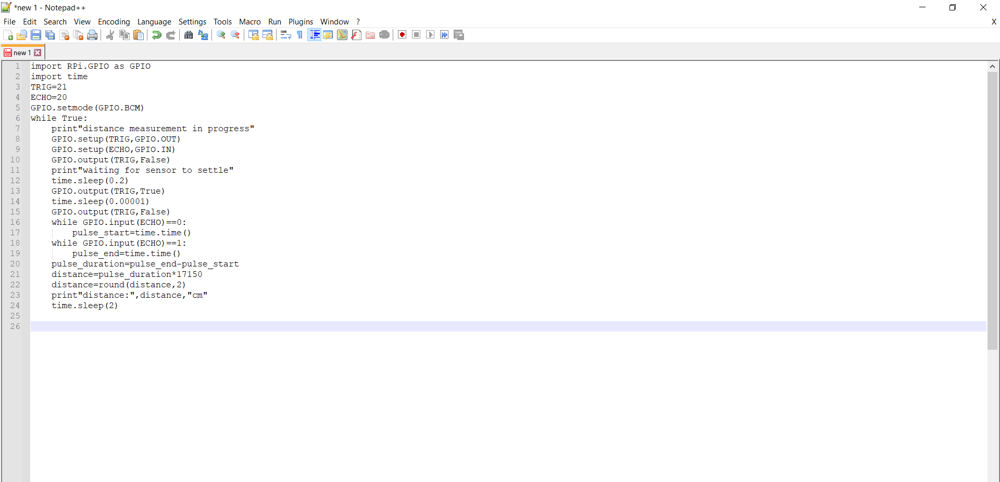 *new 1 - Notepad++
File Edit Search View Encoding Language Settings Tools Macro Run Plugins Window ? X
new 1
1 import RPi.GPIO as GPIO
2 import time
3 TRIG=21
4 ECHO=20
5 GPIO.setmode(GPIO.BCM)
6 while True:
7     print"distance measurement in progress"
8     GPIO.setup(TRIG,GPIO.OUT)
9     GPIO.setup(ECHO,GPIO.IN)
10     GPIO.output(TRIG,False)
11     print"waiting for sensor to settle"
12     time.sleep(0.2)
13     GPIO.output(TRIG,True)
14     time.sleep(0.00001)
15     GPIO.output(TRIG,False)
16     while GPIO.input(ECHO)==0:
17         pulse_start=time.time()
18     while GPIO.input(ECHO)==1:
19         pulse_end=time.time()
20     pulse_duration=pulse_end-pulse_start
21     distance=pulse_duration*17150
22     distance=round(distance,2)
23     print"distance:",distance,"cm"
24     time.sleep(2)
25
26